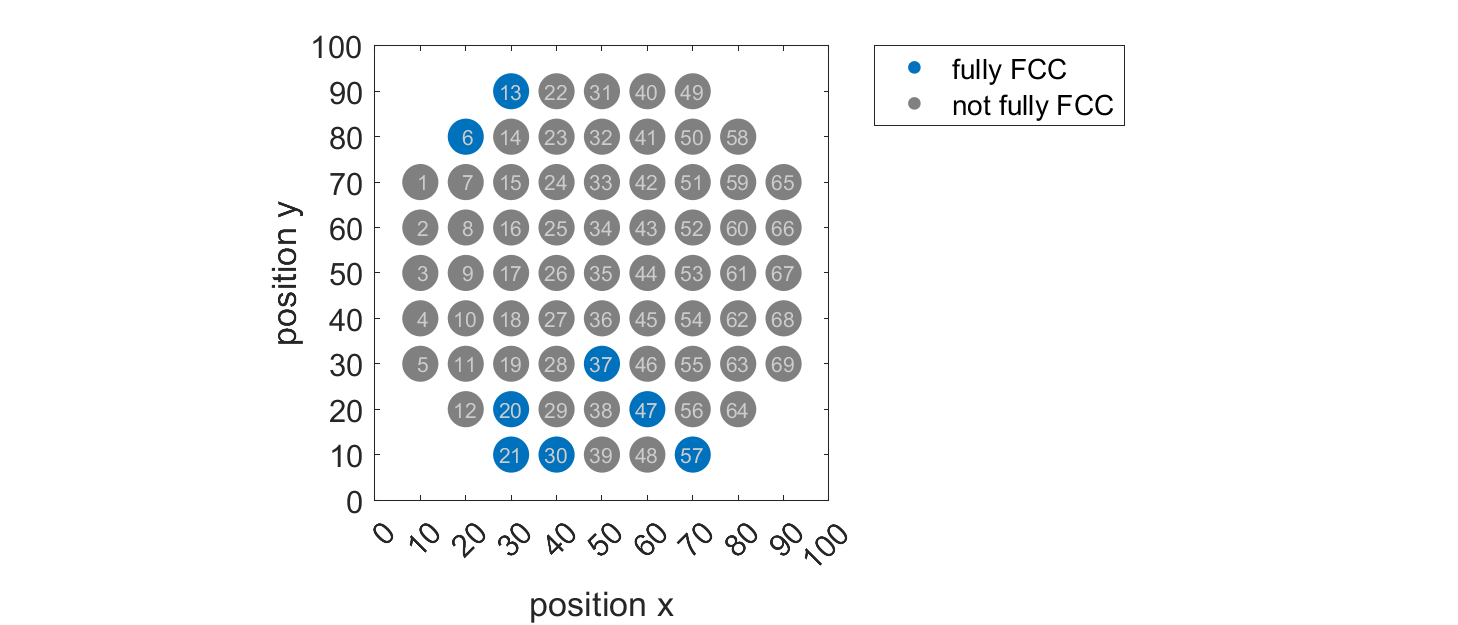 100
90
80
70
60
50
40
30
20
10
0
position y
13 22 31 40 49
6 14 23 32 41 50 58
1 7 15 24 33 42 51 59 65
2 8 16 25 34 43 52 60 66
3 9 17 26 35 44 53 61 67
4 10 18 27 36 45 54 62 68
5 11 19 28 37 46 55 63 69
12 20 29 38 47 56 64
21 30 39 48 57
0 10 20 30 40 50 60 70 80 90 100
position x
fully FCC
not fully FCC